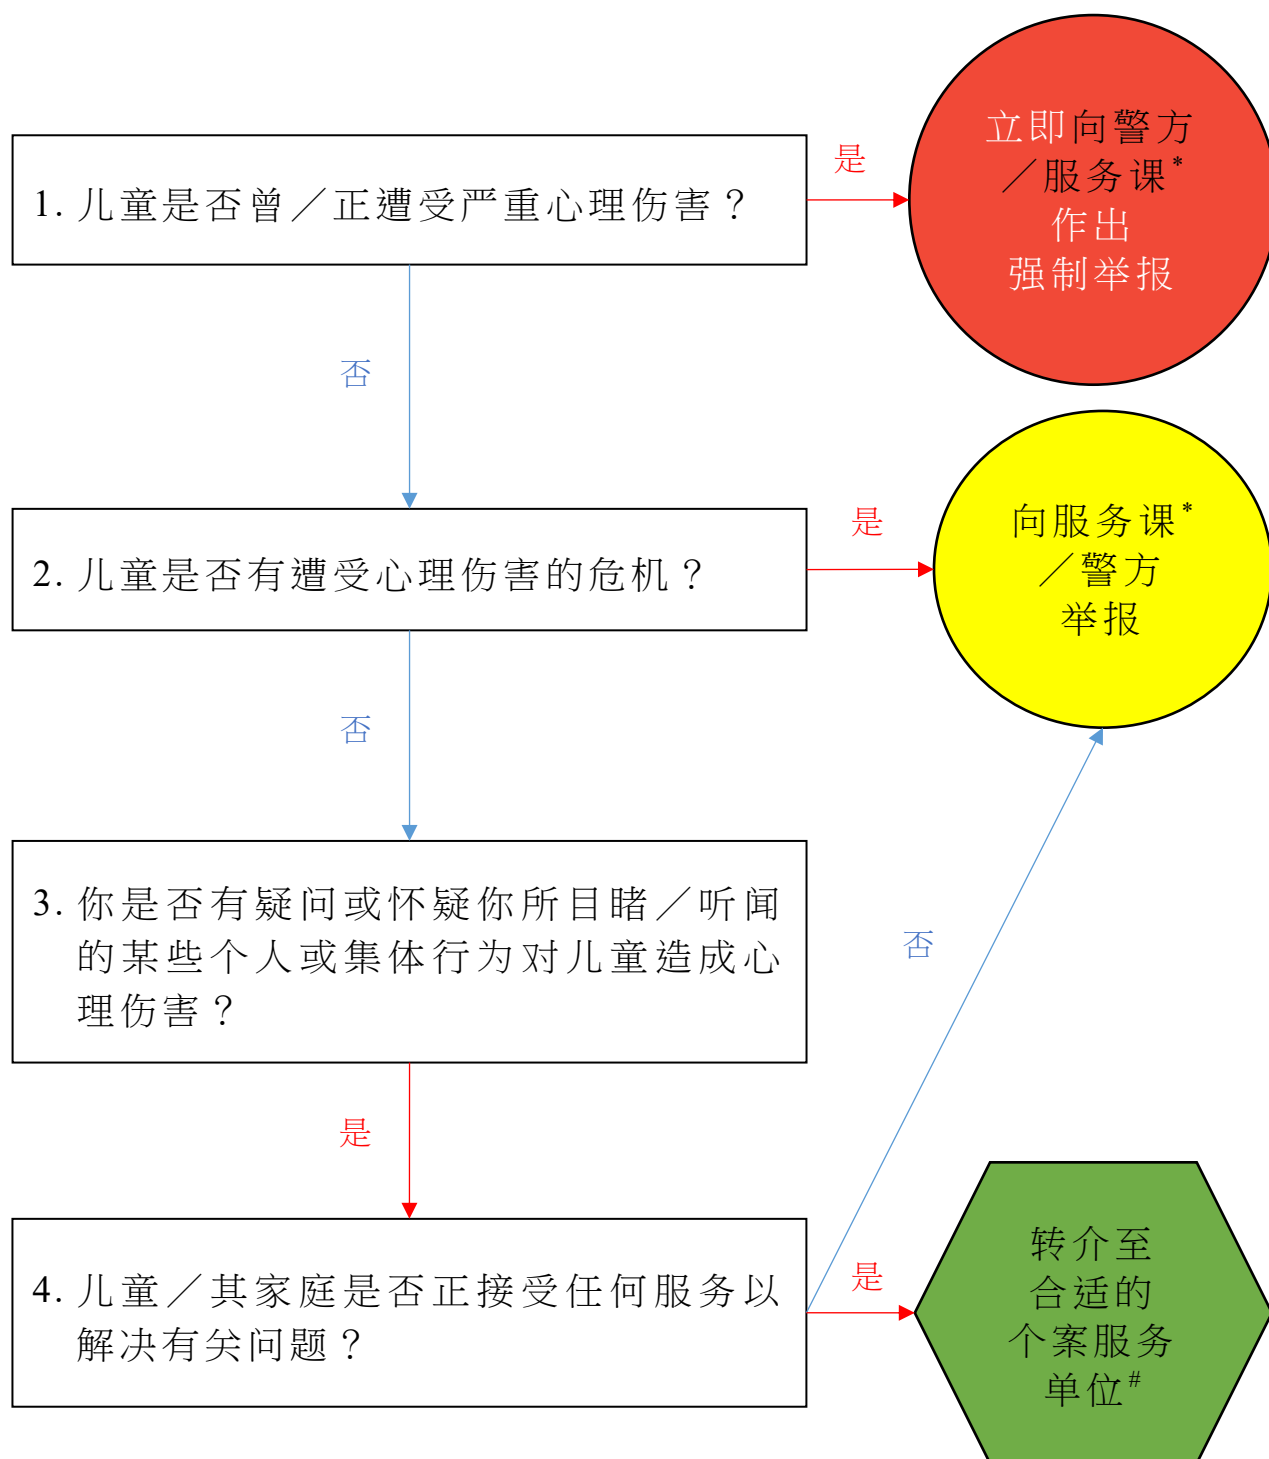 立即向警方
／服务课*
作出
强制举报
1. 儿童是否曾／正遭受严重心理伤害？
是
否
向服务课*
／警方
举报
2. 儿童是否有遭受心理伤害的危机？
是
否
3. 你是否有疑问或怀疑你所目睹／听闻
的某些个人或集体行为对儿童造成心
理伤害？
否
是
4. 儿童／其家庭是否正接受任何服务以
解决有关问题？
是
转介至
合适的
个案服务
单位#